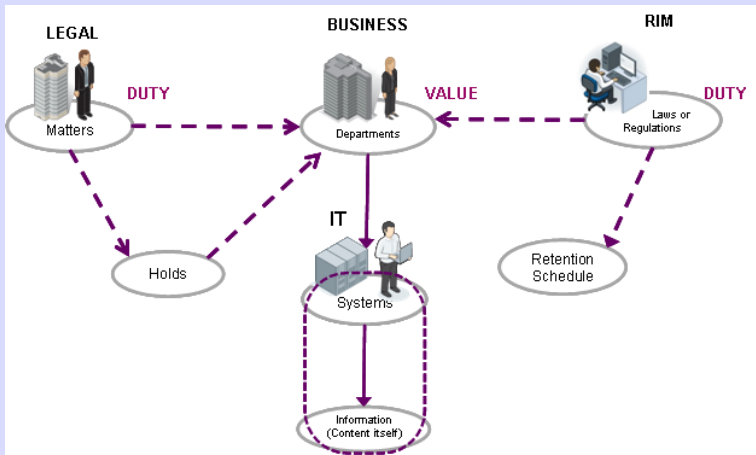 LEGAL
BUSINESS
RIM
DUTY
VALUE
DUTY
Matters
Departments
Laws or
Regulations
IT
Holds
Retention
Schedule
Systems
Information
(Content itself)